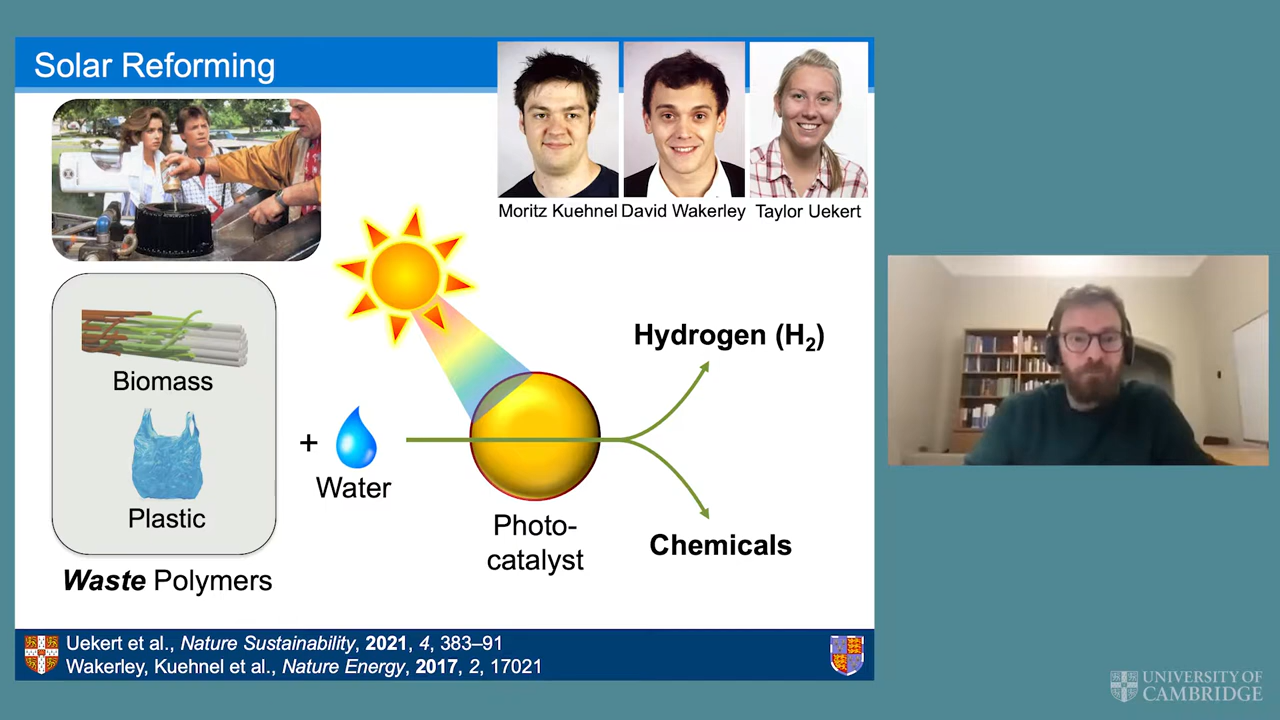 Solar Reforming
Moritz Kuehnel
David Wakerley
Taylor Uekert
Biomass
Plastic
Waste Polymers
+
Water
Photo-
catalyst
Hydrogen (H₂)
Chemicals
Uekert et al., Nature Sustainability, 2021, 4, 383–91
Wakerley, Kuehnel et al., Nature Energy, 2017, 2, 17021
UNIVERSITY OF
CAMBRIDGE